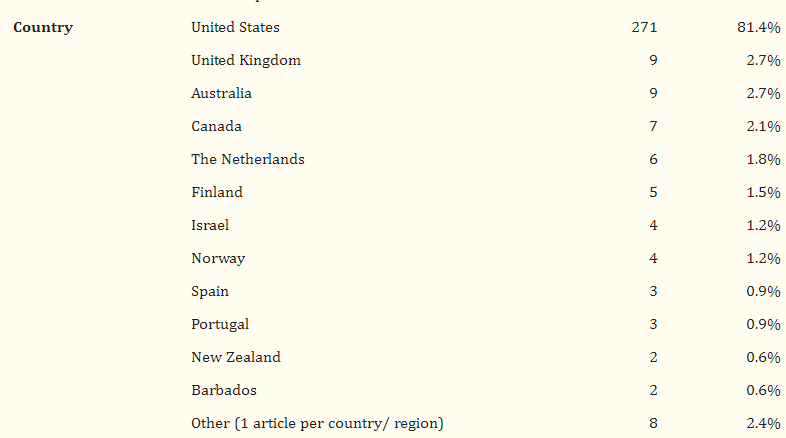 Country United States 271 81.4%
United Kingdom 9 2.7%
Australia 9 2.7%
Canada 7 2.1%
The Netherlands 6 1.8%
Finland 5 1.5%
Israel 4 1.2%
Norway 4 1.2%
Spain 3 0.9%
Portugal 3 0.9%
New Zealand 2 0.6%
Barbados 2 0.6%
Other (1 article per country/ region) 8 2.4%